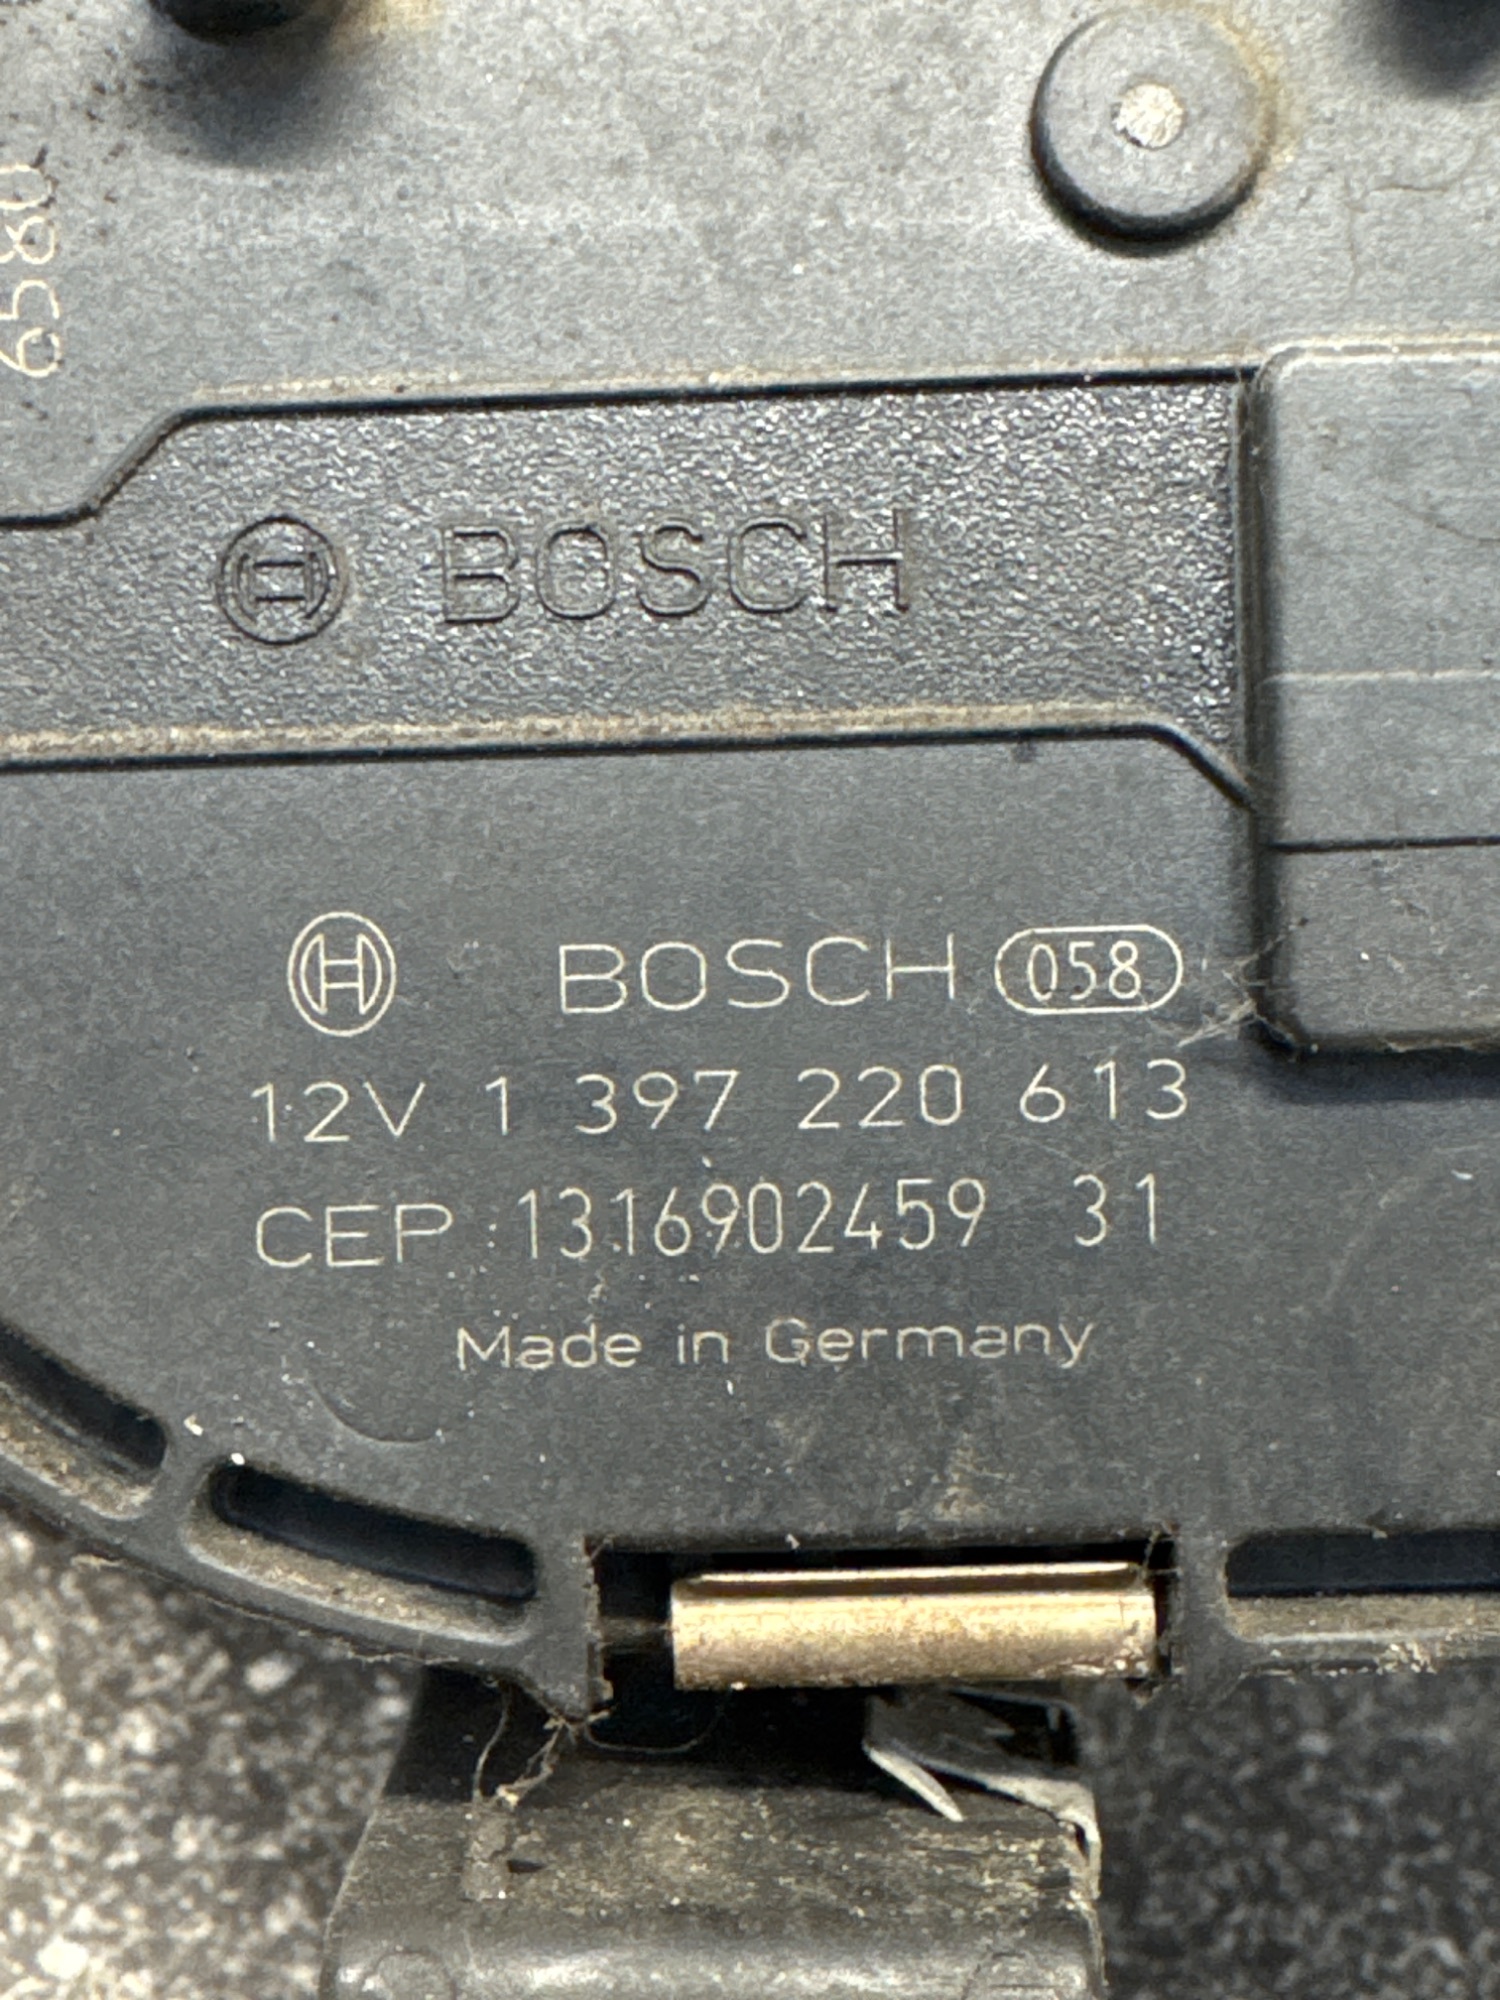 6580
BOSCH
BOSCH 058
12V 1 397 220 613
CEP 1316902459 31
Made in Germany